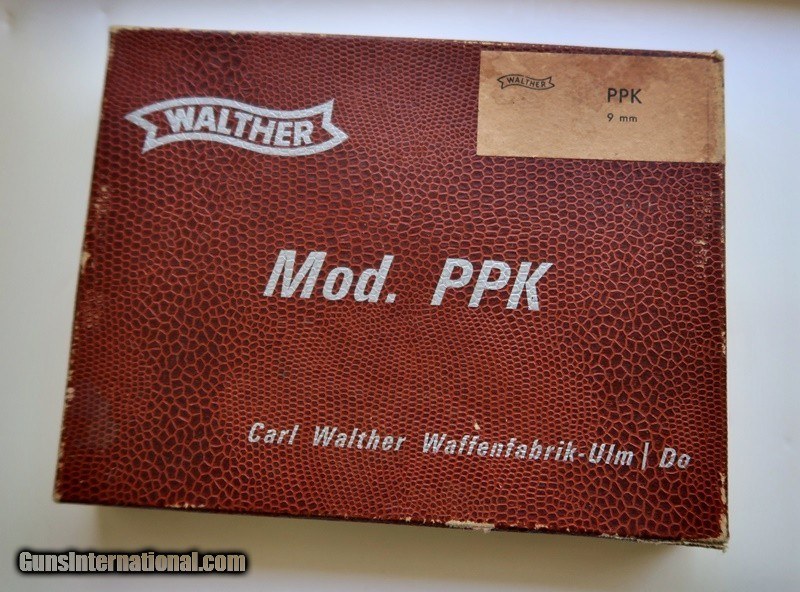 WALTHER
WALTHER
PPK
9 mm
Mod. PPK
Carl Walther Waffenfabrik-Ulm | Do
GunsInternational.com